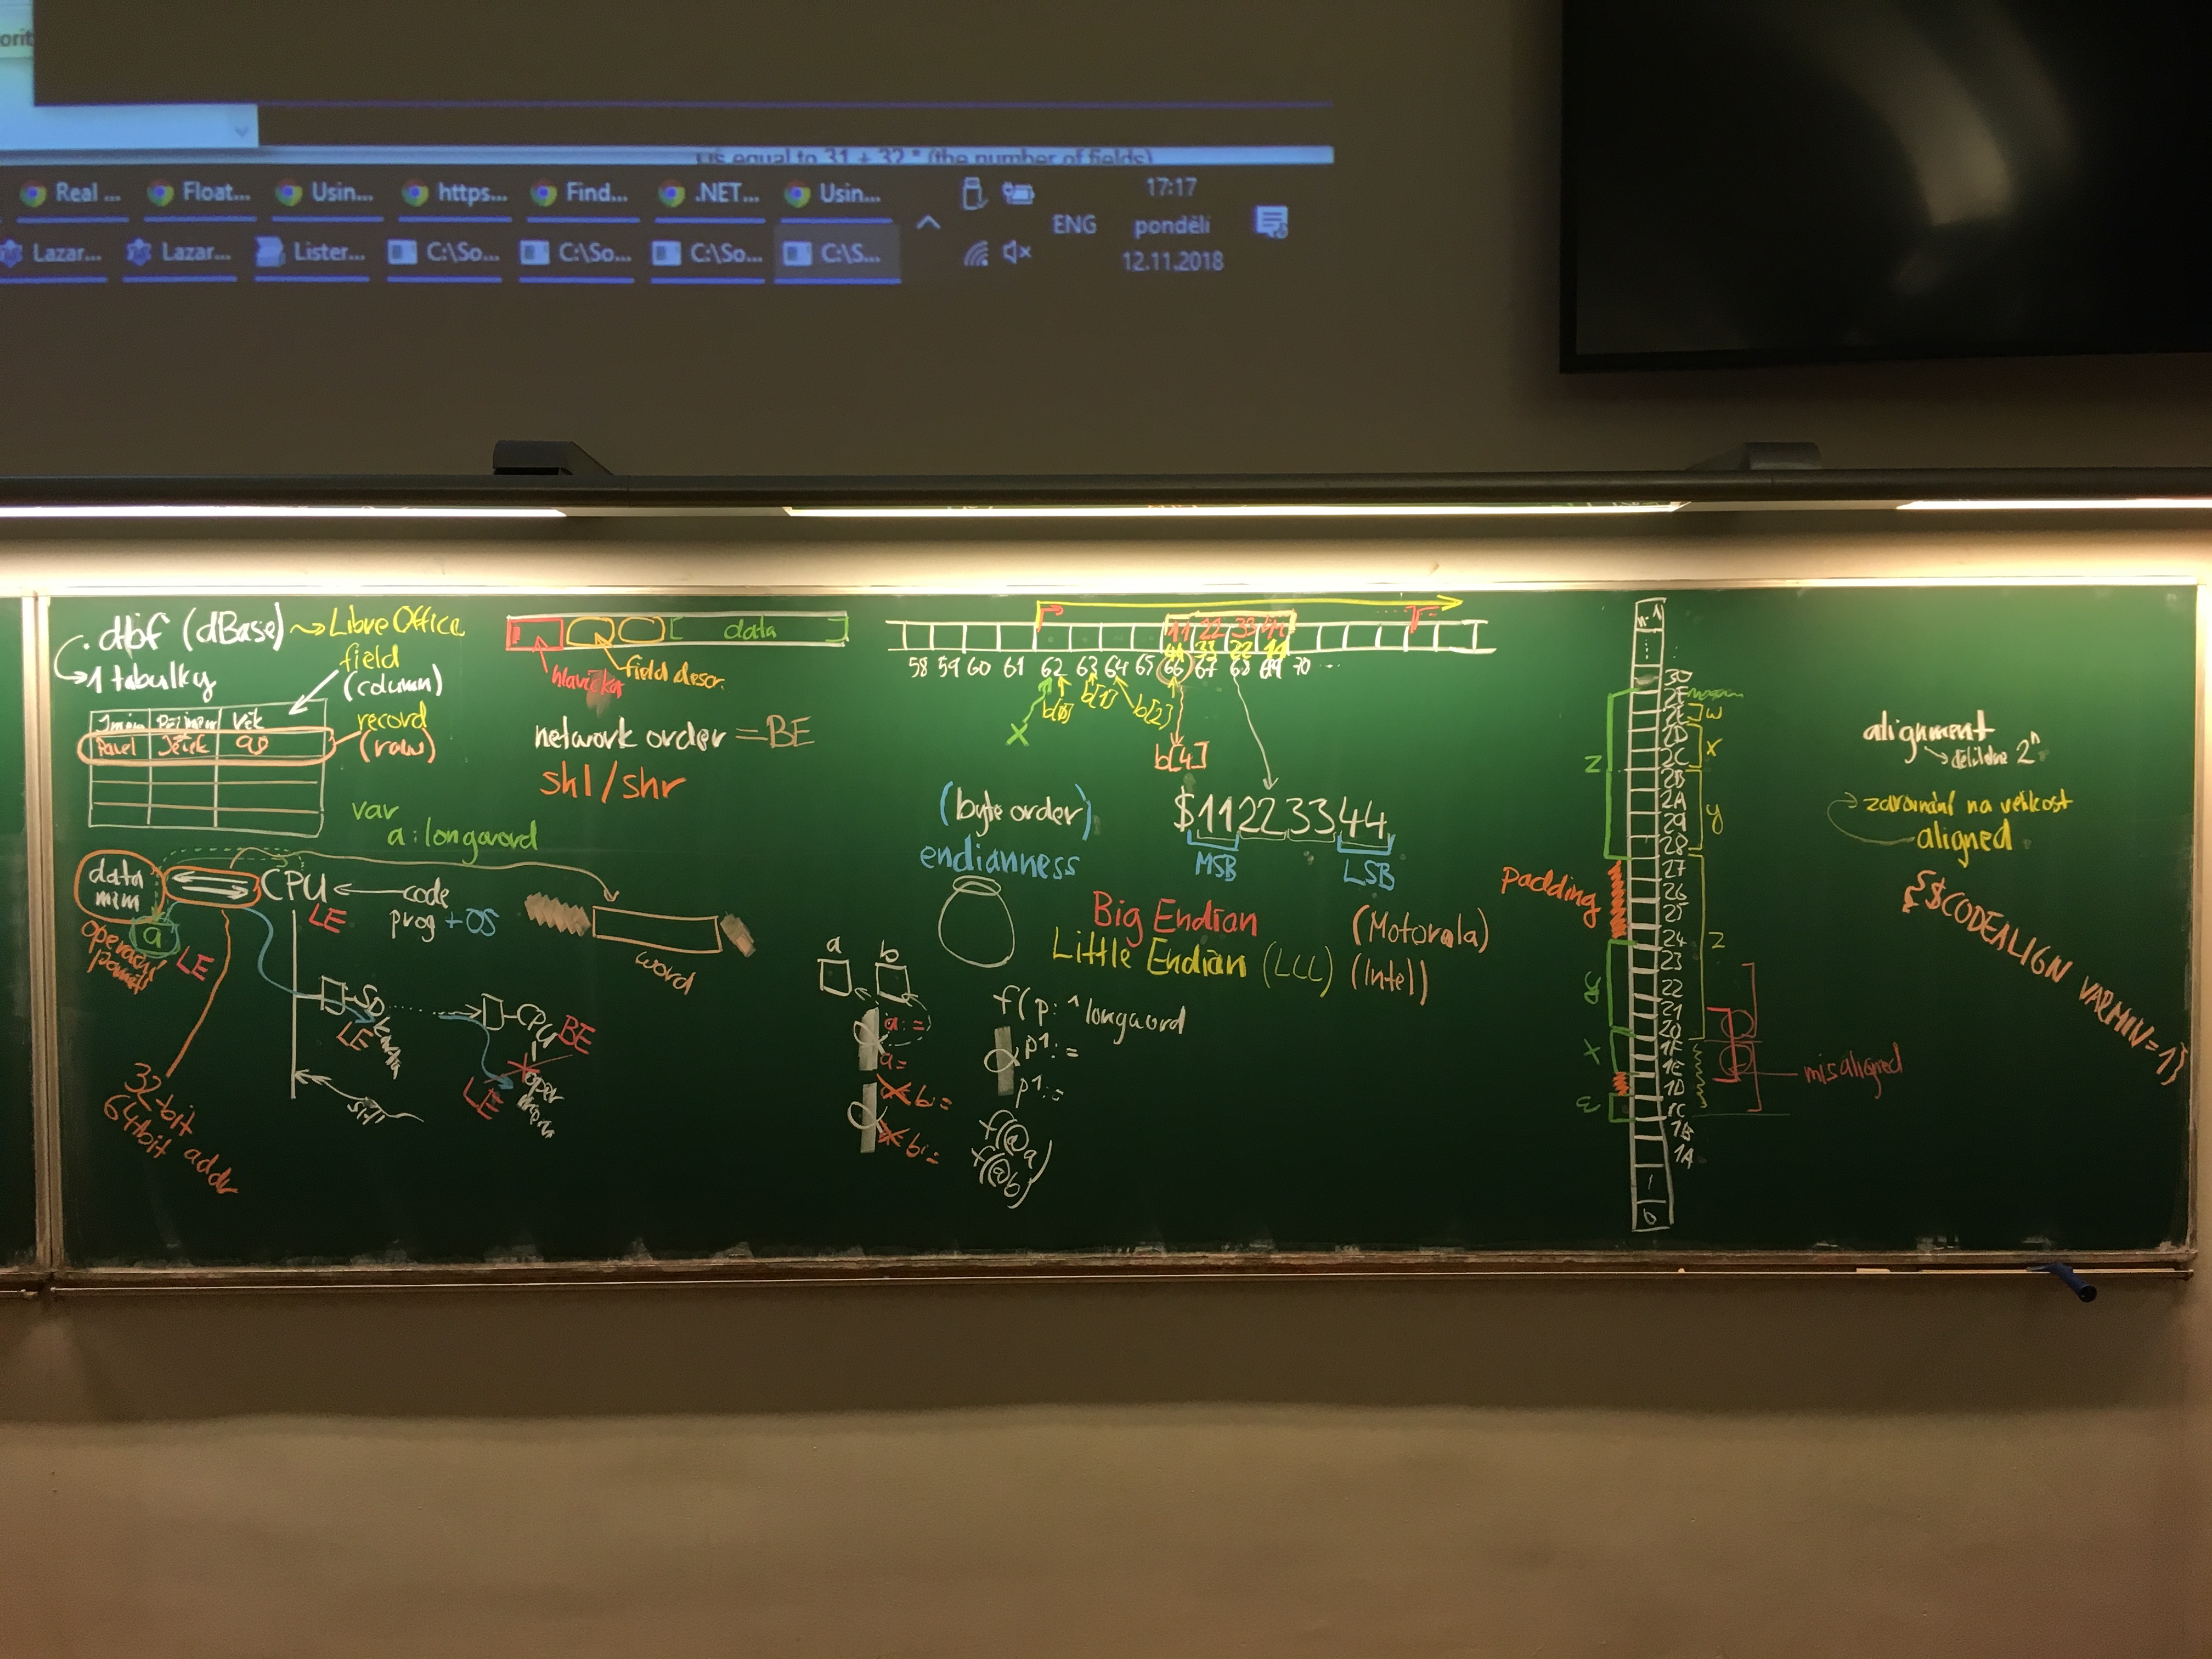 is equal to 31 + 32 * (the number of fields)
Real ...
Float...
Usin...
https...
Find...
.NET...
Usin...
Lazar...
Lazar...
Lister...
C:\So...
C:\So...
C:\So...
C:\S...
ENG
17:17
pondělí
12.11.2018
.dbf (dBase) Libre Office
1 tabulky
field
(column)
record
(row)
Věk
Pavel Ježek
hlavička
field descr.
data
network order = BE
shl/shr
var
a: longword
data
mem
CPU
code
prog + OS
LE
a
LE
operační
paměť
word
SD
LE
CPU
BE
LE
oper
síť
32-bit
64bit addr
11 22 33 44
44 33 22 11
58 59 60 61 62 63 64 65 66 67 68 69 70 ...
X
b[0]
b[1]
b[2]
b[4]
(byte order)
endianness
$11223344
MSB
LSB
Big Endian (Motorola)
Little Endian (LLL) (Intel)
a
b
a:=
a=
b:=
b:=
f(p: ^longword
p^:=
p^:=
f(@a)
f(@b)
n-1
30
2F
2E
2D
2C
2B
2A
29
28
27
26
25
24
23
22
21
20
1F
1E
1D
1C
1B
1A
1
0
z
padding
y
x
w
w
x
y
z
misaligned
alignment
dělitelné 2^n
zarovnání na velikost
aligned
{$CODEALIGN VARMIN=1}